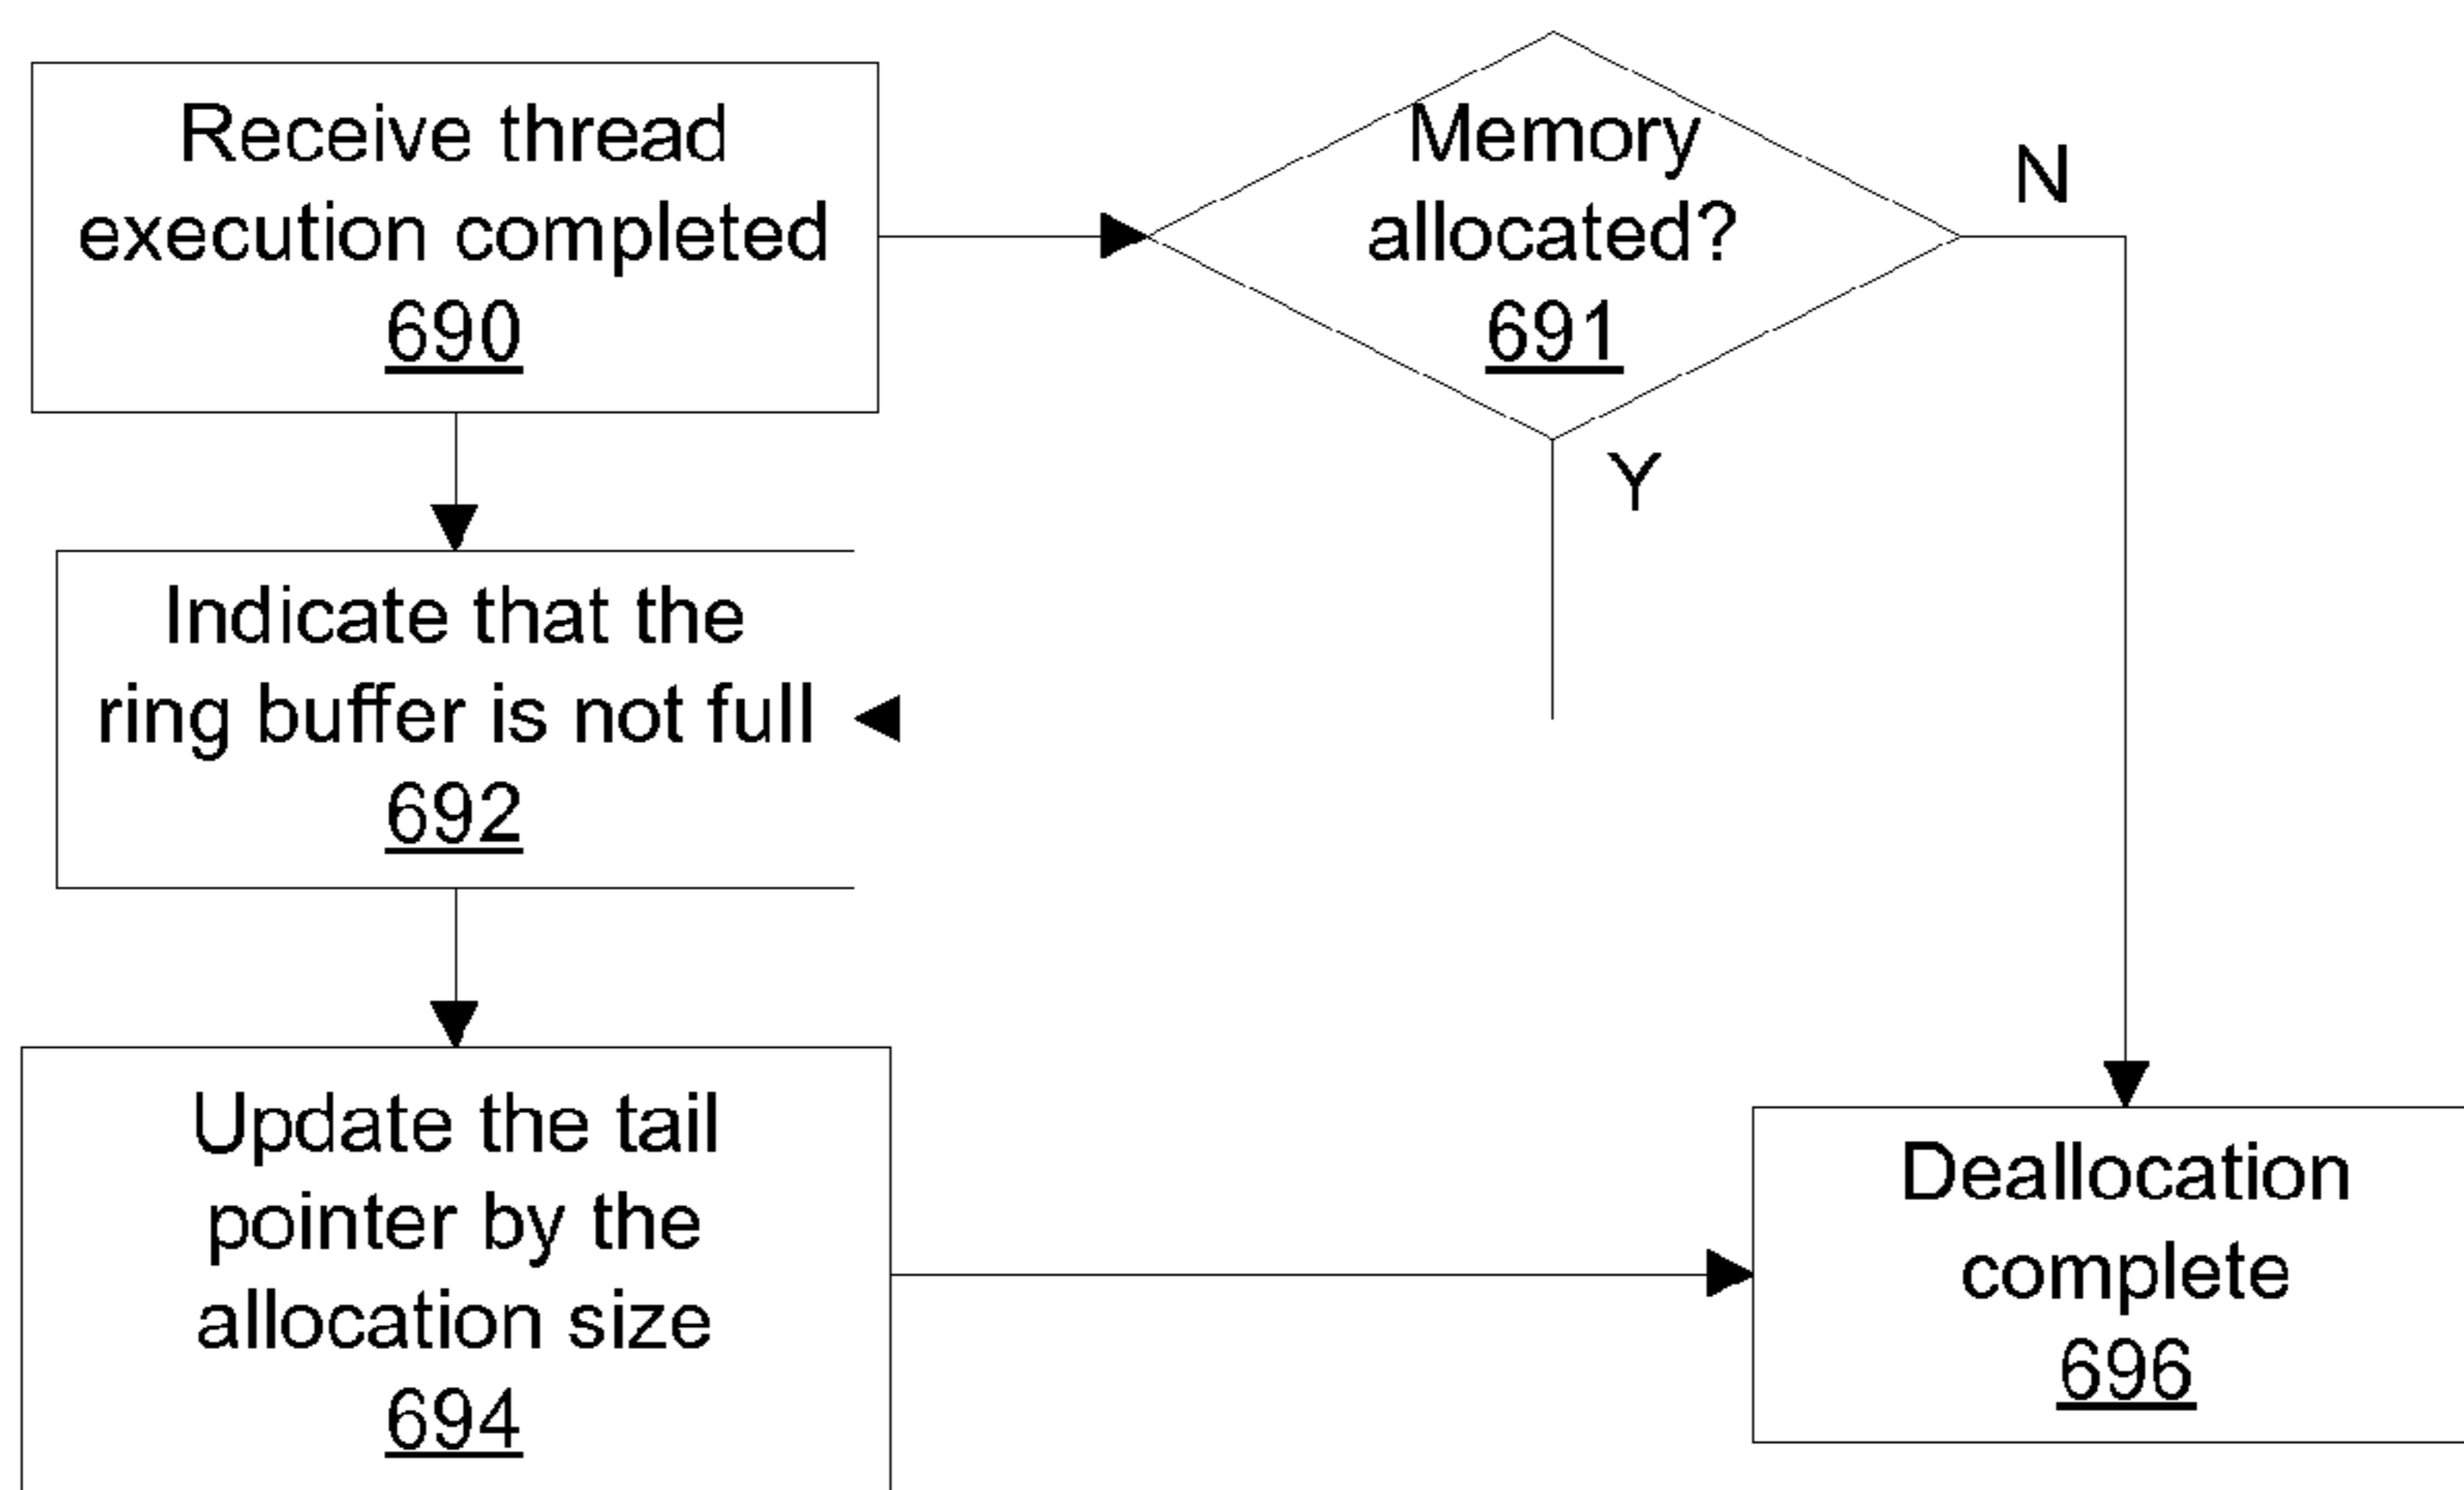 Receive thread
execution completed
690
Memory
allocated?
691
N
Y
Indicate that the
ring buffer is not full
692
Update the tail
pointer by the
allocation size
694
Deallocation
complete
696